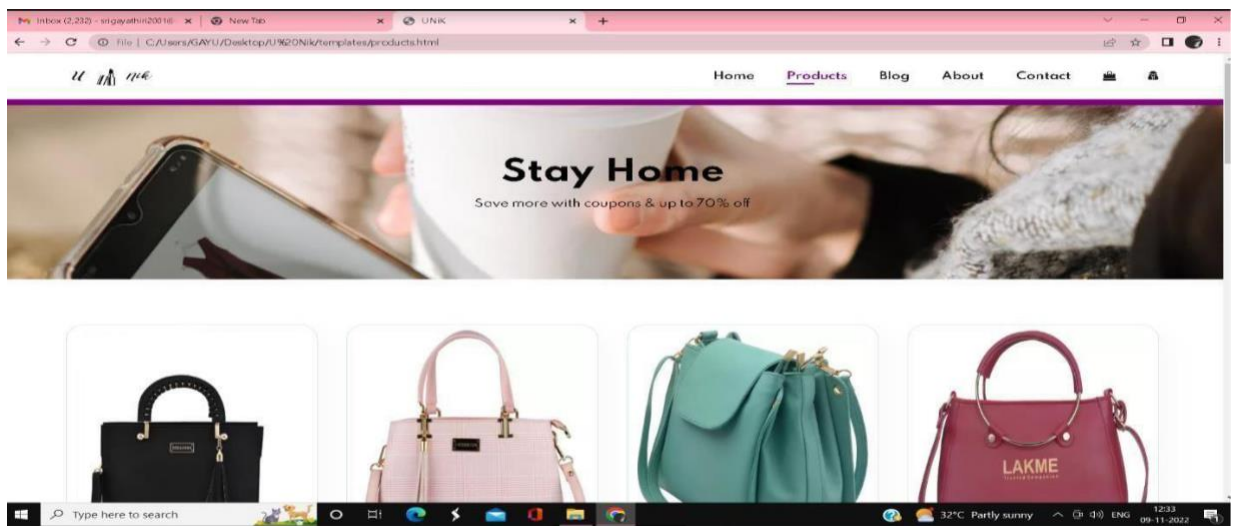 Inbox (2,232) - srigayathiri20016
New Tab
UNIK
File | C:/Users/GAYU/Desktop/U%20Nik/templates/products.html
U nik
Home Products Blog About Contact
Stay Home
Save more with coupons & up to 70% off
LAKME
Type here to search
32°C Partly sunny
ENG
12:33
09-11-2022